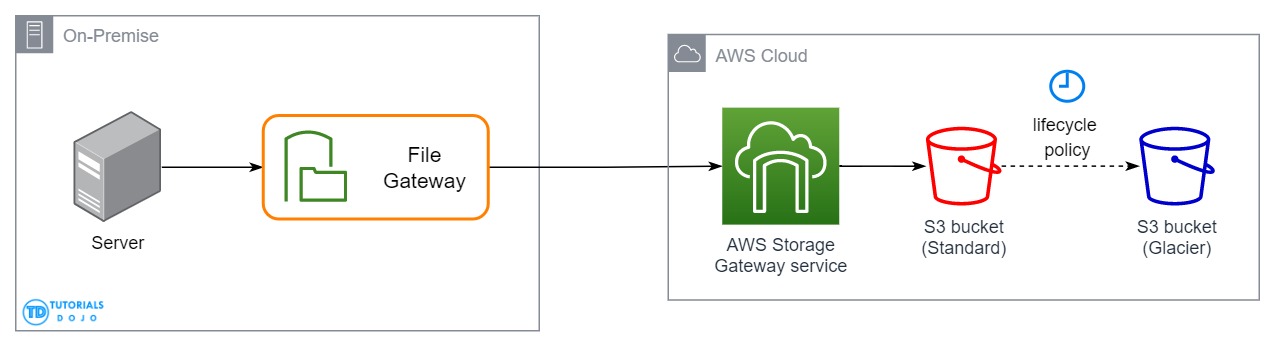 On-Premise
Server
File
Gateway
TD TUTORIALS
DOJO
AWS Cloud
AWS Storage
Gateway service
S3 bucket
(Standard)
lifecycle
policy
S3 bucket
(Glacier)